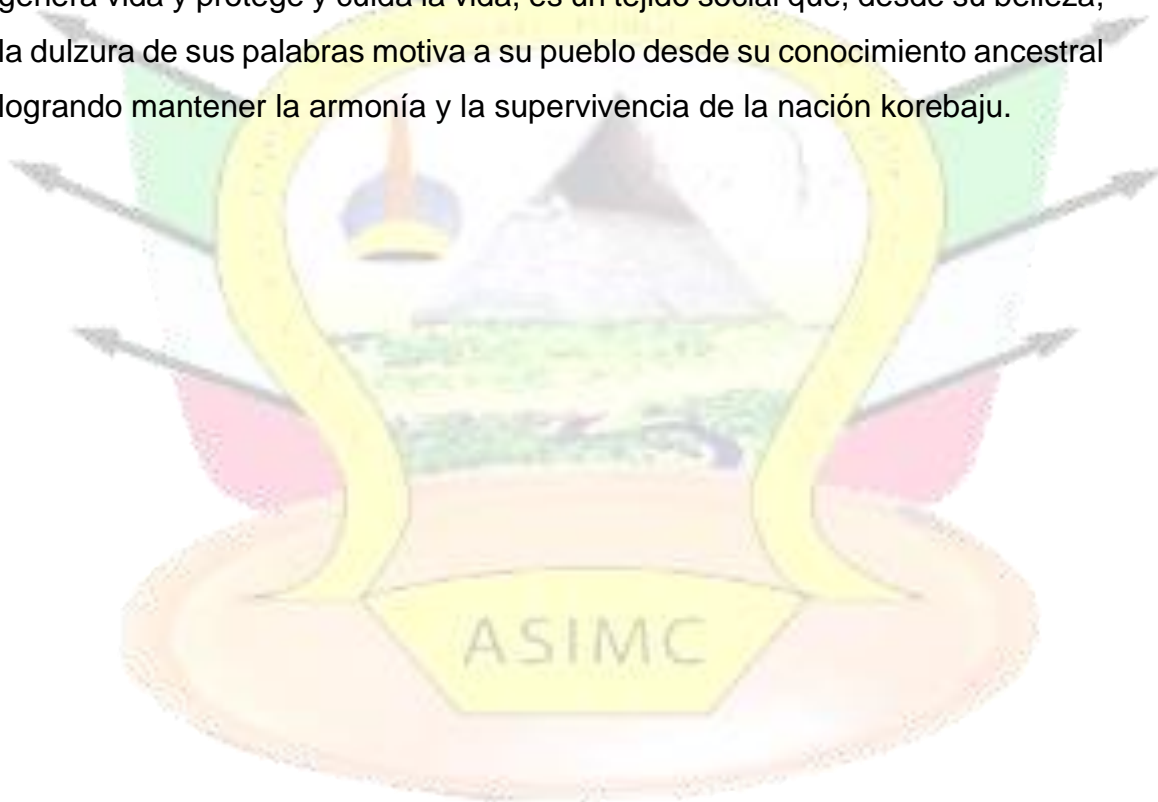 genera vida y protege y cuida la vida, es un tejido social que, desde su belleza,
la dulzura de sus palabras motiva a su pueblo desde su conocimiento ancestral
logrando mantener la armonía y la supervivencia de la nación korebaju.
ASIMC